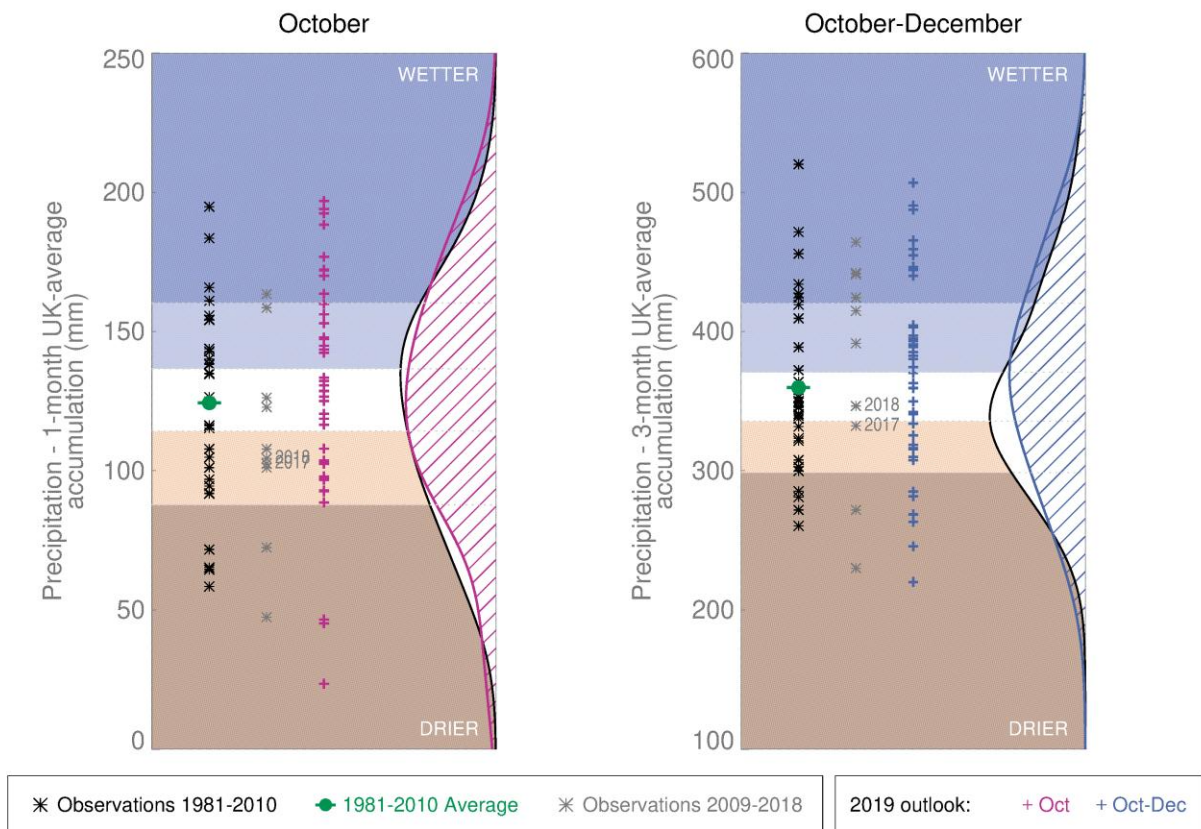 October
October-December
Precipitation - 1-month UK-average
accumulation (mm)
250
200
150
100
50
0
WETTER
2018
2017
DRIER
Precipitation - 3-month UK-average
accumulation (mm)
600
500
400
300
200
100
WETTER
2018
2017
DRIER
Observations 1981-2010
1981-2010 Average
Observations 2009-2018
2019 outlook: + Oct + Oct-Dec